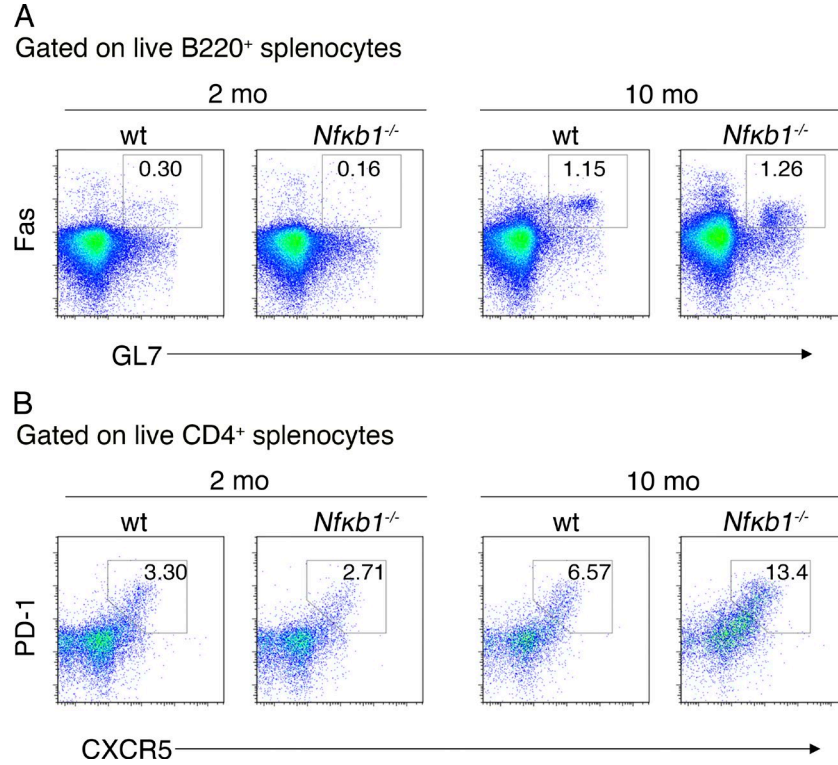 A
Gated on live B220⁺ splenocytes
2 mo 10 mo
wt Nfκb1⁻/⁻ wt Nfκb1⁻/⁻
0.30 0.16 1.15 1.26
Fas
GL7
B
Gated on live CD4⁺ splenocytes
2 mo 10 mo
wt Nfκb1⁻/⁻ wt Nfκb1⁻/⁻
3.30 2.71 6.57 13.4
PD-1
CXCR5